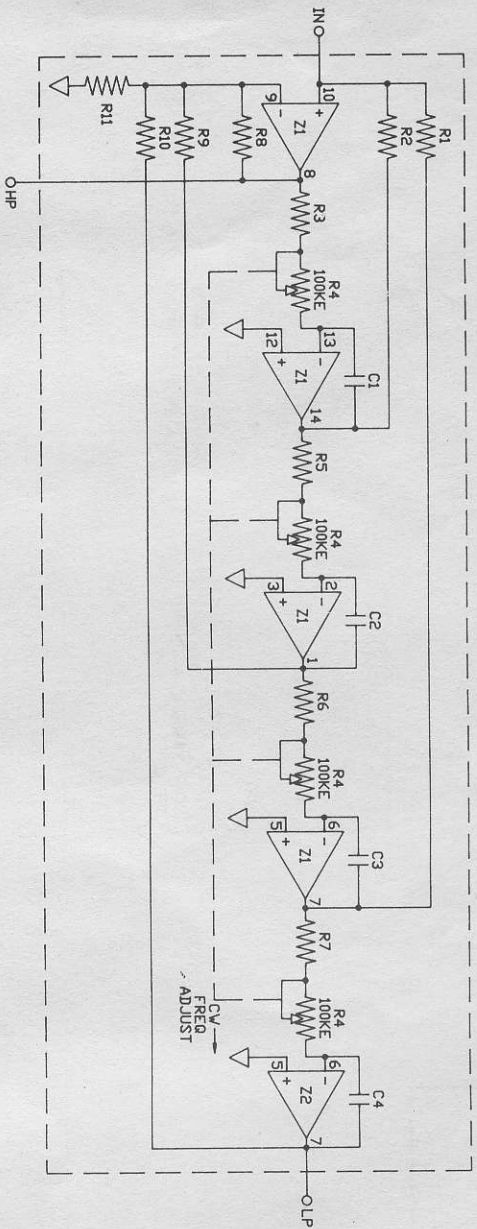 IN
R1
R2
10
+
9
-
Z1
8
R8
R9
R10
R11
HP
R3
R4
100KE
13
-
12
+
Z1
14
C1
R5
R4
100KE
2
-
3
+
Z1
1
C2
R6
R4
100KE
6
-
5
+
Z1
7
C3
R7
R4
100KE
6
-
5
+
Z2
7
C4
CW
FREQ
ADJUST
LP